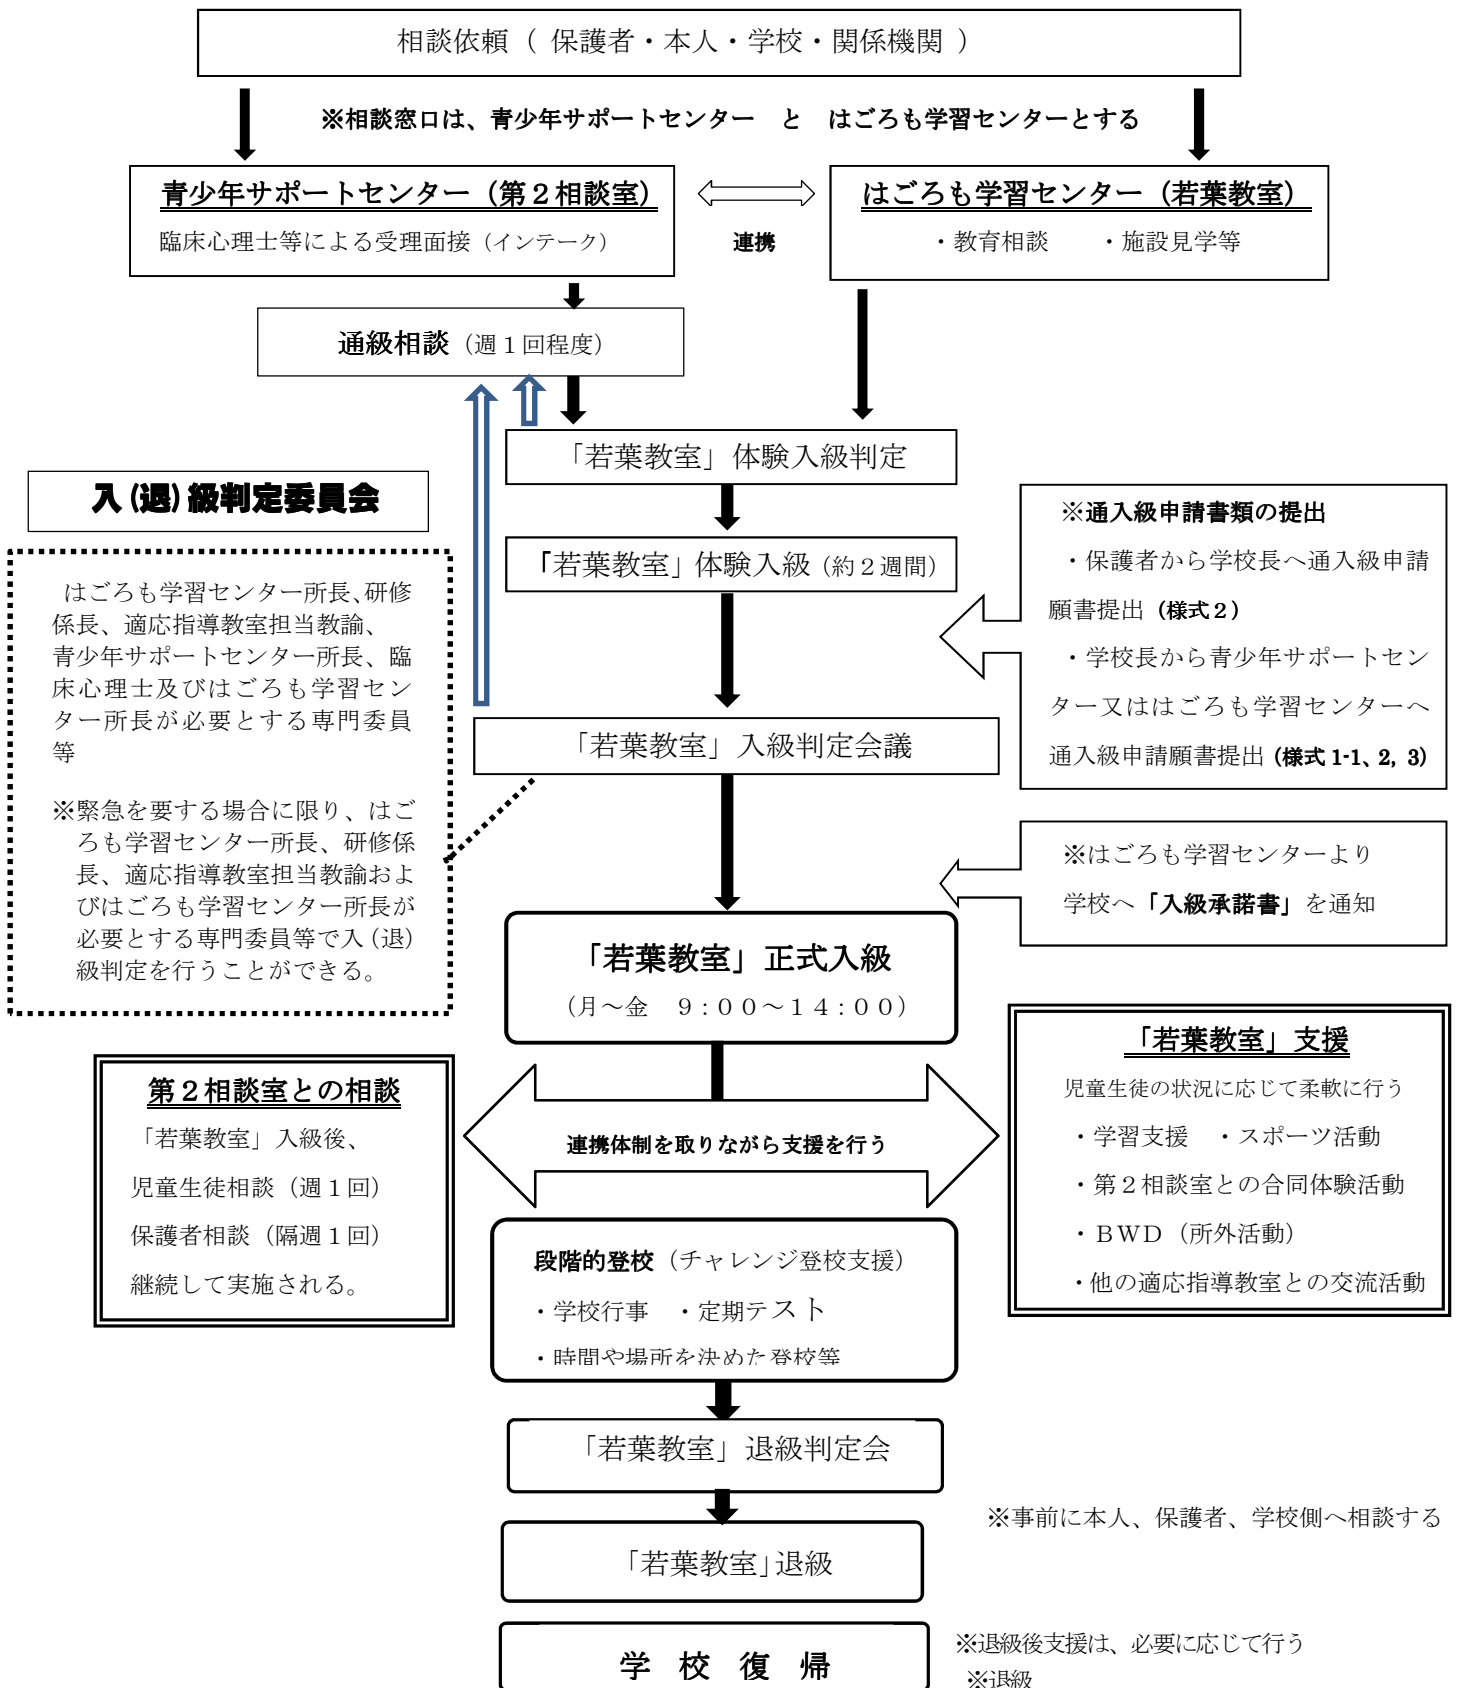 相談依頼（ 保護者・本人・学校・関係機関 ）
※相談窓口は、青少年サポートセンター　と　はごろも学習センターとする
青少年サポートセンター（第２相談室）
臨床心理士等による受理面接（インテーク）
連携
はごろも学習センター（若葉教室）
・教育相談　　・施設見学等
通級相談（週１回程度）
「若葉教室」体験入級判定
入（退）級判定委員会
「若葉教室」体験入級（約２週間）
はごろも学習センター所長、研修
係長、適応指導教室担当教諭、
青少年サポートセンター所長、臨
床心理士及びはごろも学習セン
ター所長が必要とする専門委員
等
※緊急を要する場合に限り、はご
ろも学習センター所長、研修係
長、適応指導教室担当教諭およ
びはごろも学習センター所長が
必要とする専門委員等で入（退）
級判定を行うことができる。
※通入級申請書類の提出
・保護者から学校長へ通入級申請
願書提出（様式２）
・学校長から青少年サポートセン
ター又ははごろも学習センターへ
通入級申請願書提出（様式 1-1、2, 3）
「若葉教室」入級判定会議
※はごろも学習センターより
学校へ「入級承諾書」を通知
「若葉教室」正式入級
（月～金　９：００～１４：００）
第２相談室との相談
「若葉教室」入級後、
児童生徒相談（週１回）
保護者相談（隔週１回）
継続して実施される。
連携体制を取りながら支援を行う
「若葉教室」支援
児童生徒の状況に応じて柔軟に行う
・学習支援　・スポーツ活動
・第２相談室との合同体験活動
・ＢＷＤ（所外活動）
・他の適応指導教室との交流活動
段階的登校（チャレンジ登校支援）
・学校行事　・定期テスト
・時間や場所を決めた登校等
「若葉教室」退級判定会
※事前に本人、保護者、学校側へ相談する
「若葉教室」退級
学　校　復　帰
※退級後支援は、必要に応じて行う
※退級